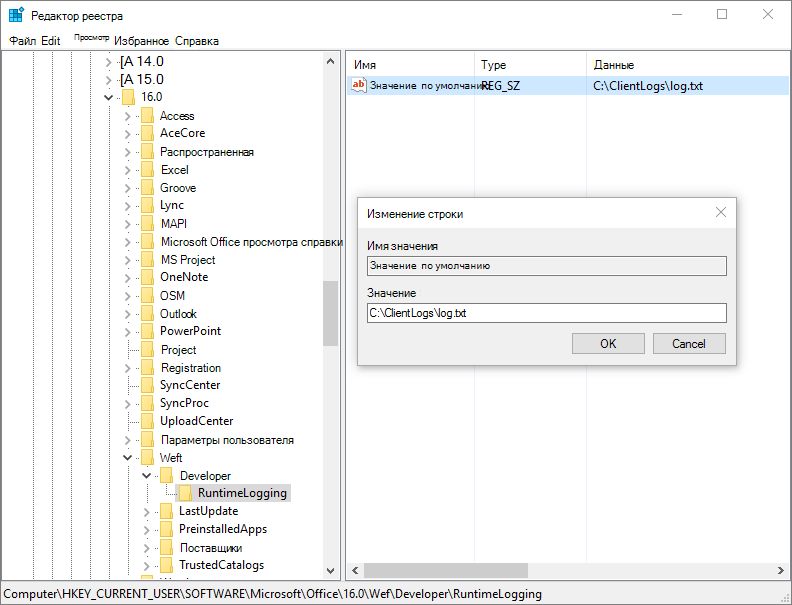 Редактор реестра
Файл Edit Просмотр Избранное Справка
[A 14.0
[A 15.0
16.0
Access
AceCore
Распространенная
Excel
Groove
Lync
MAPI
Microsoft Office просмотра справки
MS Project
OneNote
OSM
Outlook
PowerPoint
Project
Registration
SyncCenter
SyncProc
UploadCenter
Параметры пользователя
Weft
Developer
RuntimeLogging
LastUpdate
PreinstalledApps
Поставщики
TrustedCatalogs
Имя Type Данные
ab Значение по умолчанию REG_SZ C:\ClientLogs\log.txt
Изменение строки
Имя значения
Значение по умолчанию
Значение
C:\ClientLogs\log.txt
OK Cancel
Computer\HKEY_CURRENT_USER\SOFTWARE\Microsoft\Office\16.0\Wef\Developer\RuntimeLogging